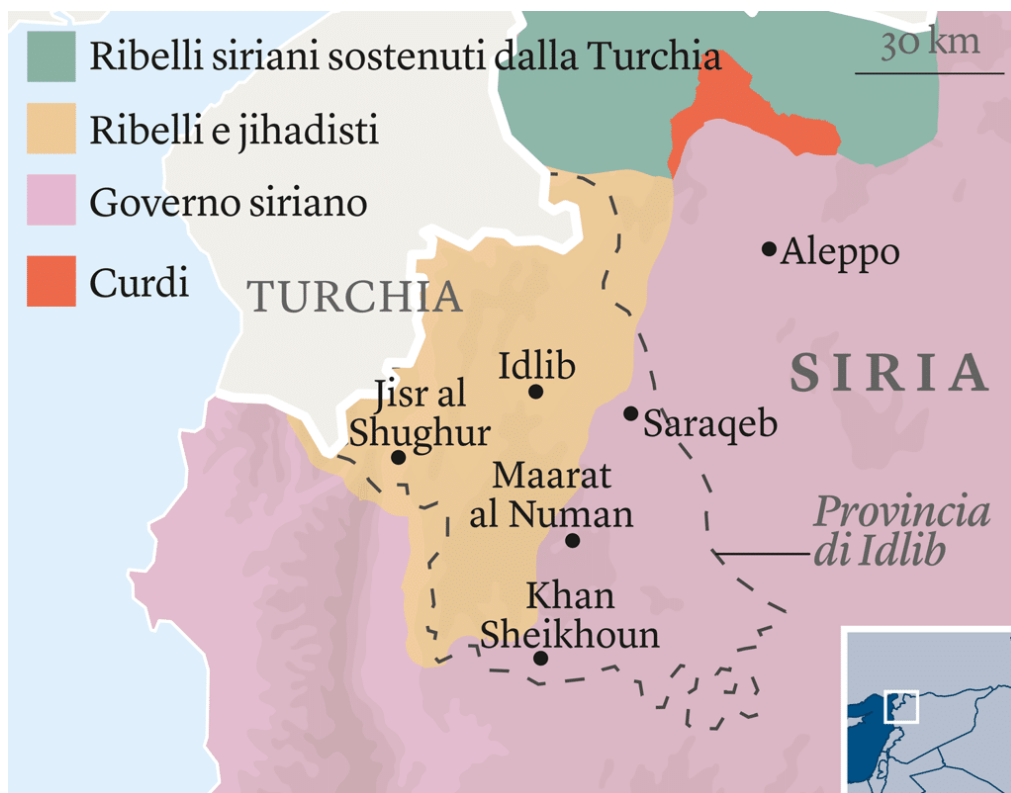 Ribelli siriani sostenuti dalla Turchia
30 km
Ribelli e jihadisti
Governo siriano
Curdi
TURCHIA
Aleppo
SIRIA
Idlib
Jisr al
Shughur
Saraqeb
Maarat
al Numan
Provincia
di Idlib
Khan
Sheikhoun